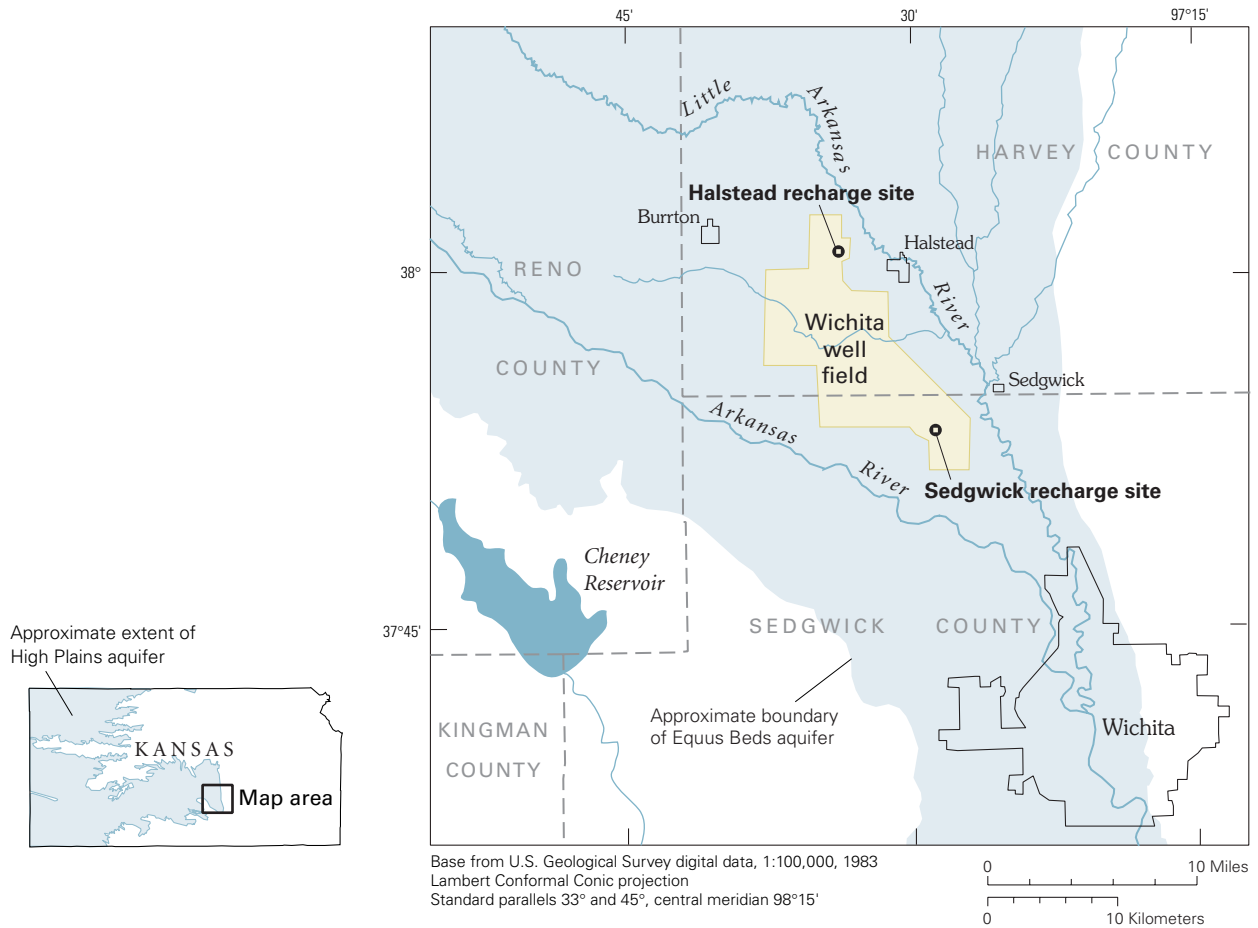 45'
30'
97°15'
Little
Arkansas
River
HARVEY COUNTY
Halstead recharge site
Burrton
Halstead
38°
RENO
COUNTY
Wichita
well
field
Sedgwick
Arkansas
River
Sedgwick recharge site
Cheney
Reservoir
37°45'
SEDGWICK COUNTY
Approximate extent of
High Plains aquifer
KANSAS
Map area
KINGMAN
COUNTY
Approximate boundary
of Equus Beds aquifer
Wichita
Base from U.S. Geological Survey digital data, 1:100,000, 1983
Lambert Conformal Conic projection
Standard parallels 33° and 45°, central meridian 98°15'
0 10 Miles
0 10 Kilometers